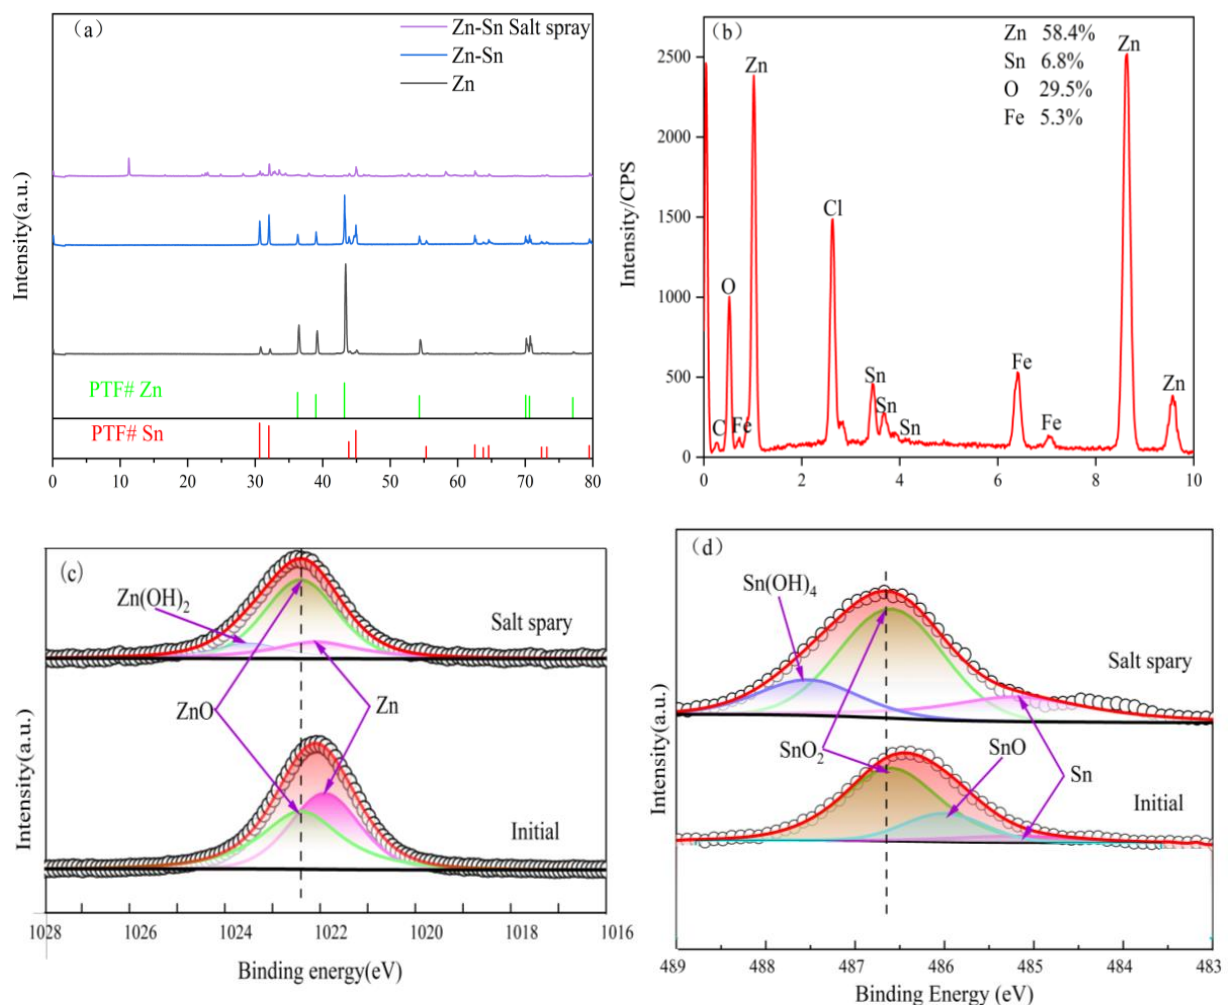 (a)
Zn-Sn Salt spray
Zn-Sn
Zn
Intensity(a.u.)
PTF# Zn
PTF# Sn
0 10 20 30 40 50 60 70 80
(b)
Zn 58.4%
Sn 6.8%
O 29.5%
Fe 5.3%
Intensity/CPS
2500
2000
1500
1000
500
0
C
O
Fe
Zn
Cl
Sn
Sn
Sn
Fe
Fe
Zn
Zn
0 2 4 6 8 10
(c)
Zn(OH)2
Salt spary
ZnO
Zn
Initial
Intensity(a.u.)
1028 1026 1024 1022 1020 1018 1016
Binding energy(eV)
(d)
Sn(OH)4
Salt spary
SnO2
SnO
Sn
Initial
Intensity(a.u.)
489 488 487 486 485 484 483
Binding Energy (eV)